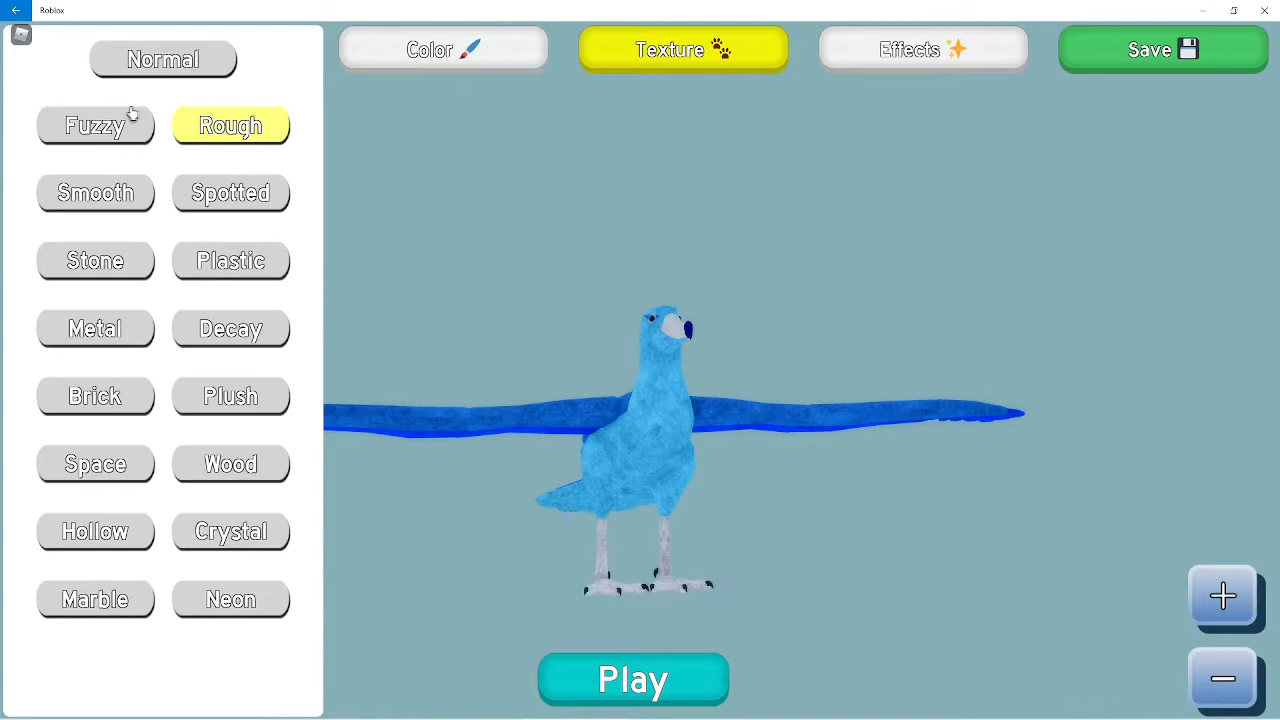 Roblox
Normal
Color
Texture
Effects
Save
Fuzzy
Rough
Smooth
Spotted
Stone
Plastic
Metal
Decay
Brick
Plush
Space
Wood
Hollow
Crystal
Marble
Neon
+
−
Play